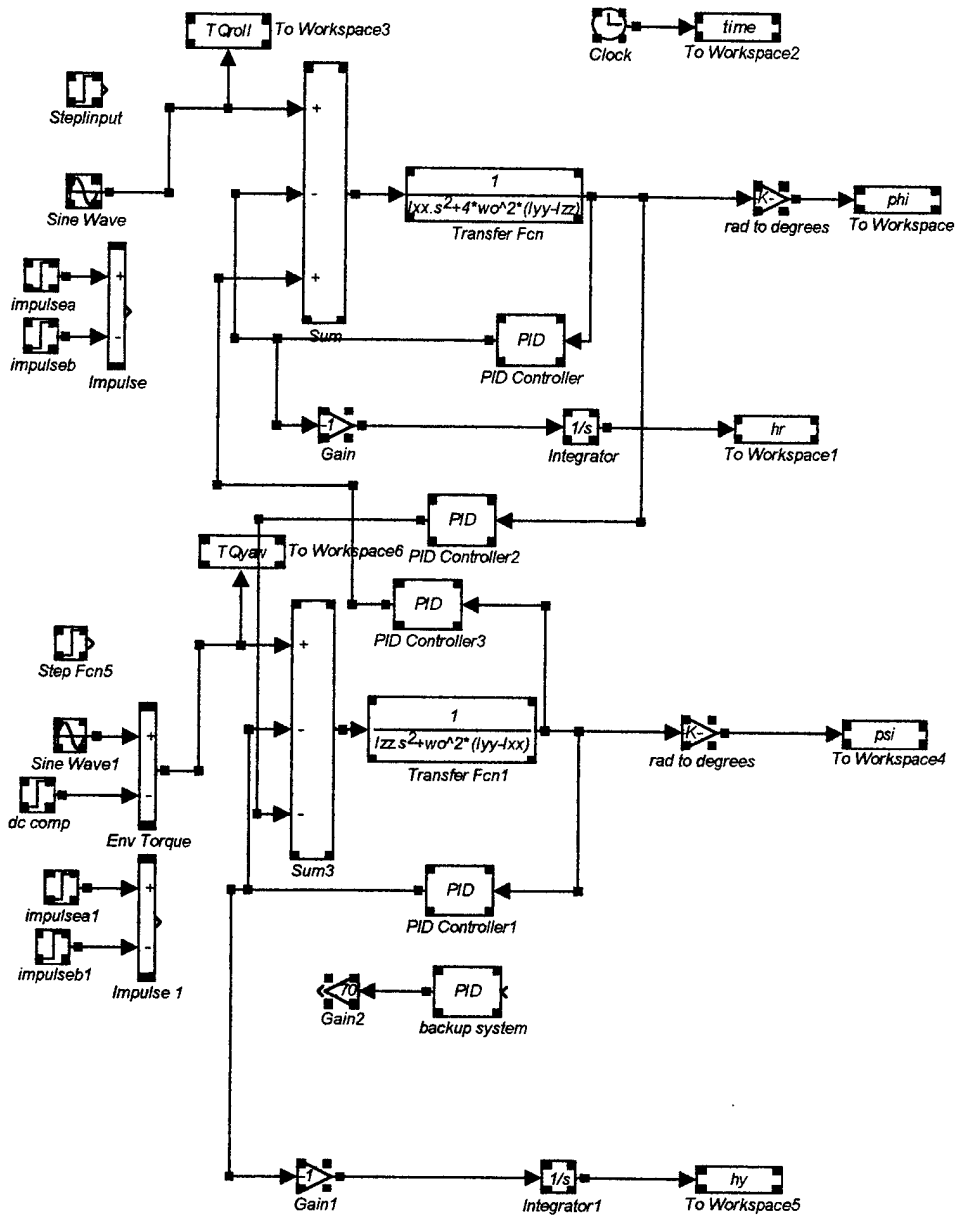 TQroll
To Workspace3
Clock
time
To Workspace2
StepIinput
Sine Wave
+
-
+
Sum
1
Ixx.s²+4*wo^2*(Iyy-Izz)
Transfer Fcn
-K-
rad to degrees
phi
To Workspace
impulsea
impulseb
+
-
Impulse
PID
PID Controller
-1
Gain
1/s
Integrator
hr
To Workspace1
PID
PID Controller2
TQyaw
To Workspace6
PID
PID Controller3
Step Fcn5
Sine Wave1
dc comp
+
-
Env Torque
+
-
-
Sum3
1
Izz.s²+wo^2*(Iyy-Ixx)
Transfer Fcn1
-K-
rad to degrees
psi
To Workspace4
impulsea1
impulseb1
+
-
Impulse 1
PID
PID Controller1
70
Gain2
PID
backup system
-1
Gain1
1/s
Integrator1
hy
To Workspace5